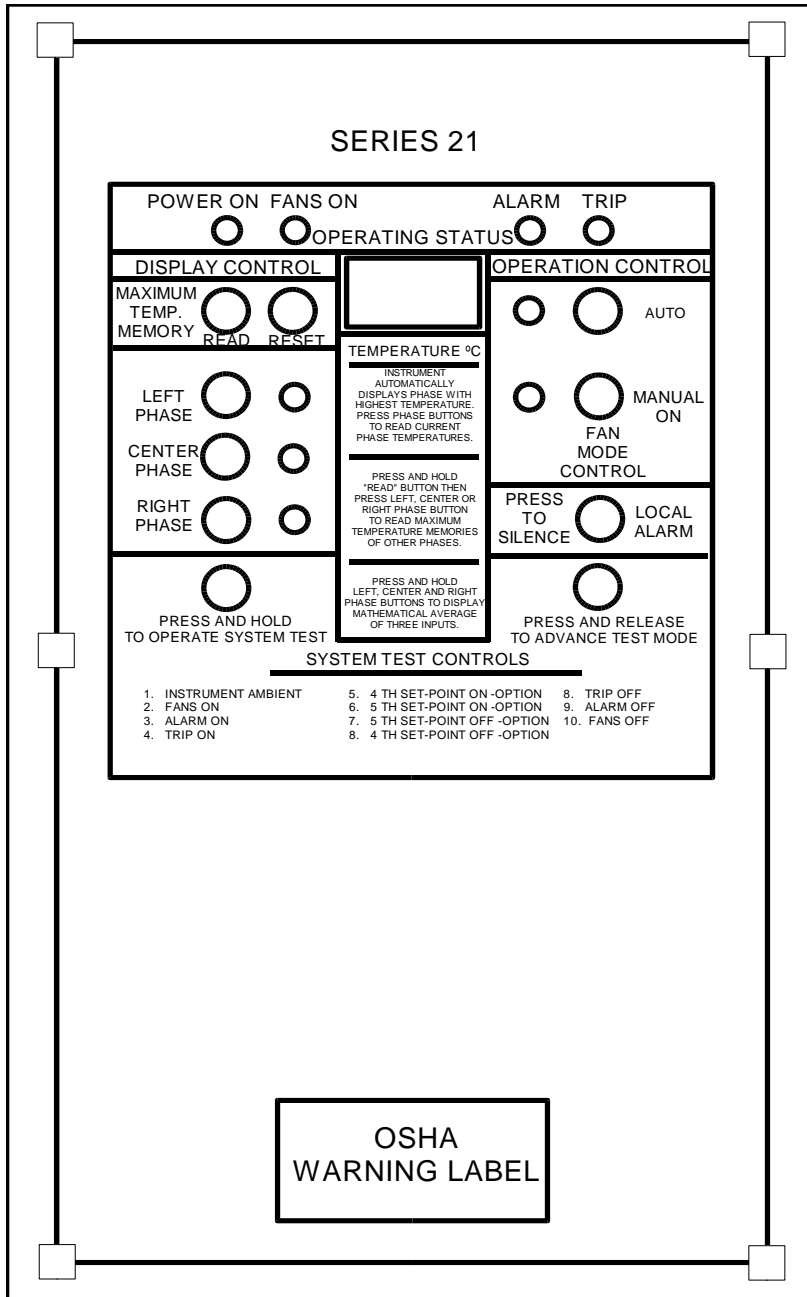 SERIES 21
POWER ON FANS ON
ALARM TRIP
OPERATING STATUS
DISPLAY CONTROL
OPERATION CONTROL
MAXIMUM
TEMP.
MEMORY
READ
RESET
AUTO
TEMPERATURE ºC
INSTRUMENT
AUTOMATICALLY
DISPLAYS PHASE WITH
HIGHEST TEMPERATURE.
PRESS PHASE BUTTONS
TO READ CURRENT
PHASE TEMPERATURES.
LEFT
PHASE
CENTER
PHASE
RIGHT
PHASE
MANUAL
ON
FAN
MODE
CONTROL
PRESS AND HOLD
"READ" BUTTON THEN
PRESS LEFT, CENTER OR
RIGHT PHASE BUTTON
TO READ MAXIMUM
TEMPERATURE MEMORIES
OF OTHER PHASES.
PRESS
TO
SILENCE
LOCAL
ALARM
PRESS AND HOLD
LEFT, CENTER AND RIGHT
PHASE BUTTONS TO DISPLAY
MATHEMATICAL AVERAGE
OF THREE INPUTS.
PRESS AND HOLD
TO OPERATE SYSTEM TEST
PRESS AND RELEASE
TO ADVANCE TEST MODE
SYSTEM TEST CONTROLS
1. INSTRUMENT AMBIENT
2. FANS ON
3. ALARM ON
4. TRIP ON
5. 4 TH SET-POINT ON -OPTION
6. 5 TH SET-POINT ON -OPTION
7. 5 TH SET-POINT OFF -OPTION
8. 4 TH SET-POINT OFF -OPTION
8. TRIP OFF
9. ALARM OFF
10. FANS OFF
OSHA
WARNING LABEL